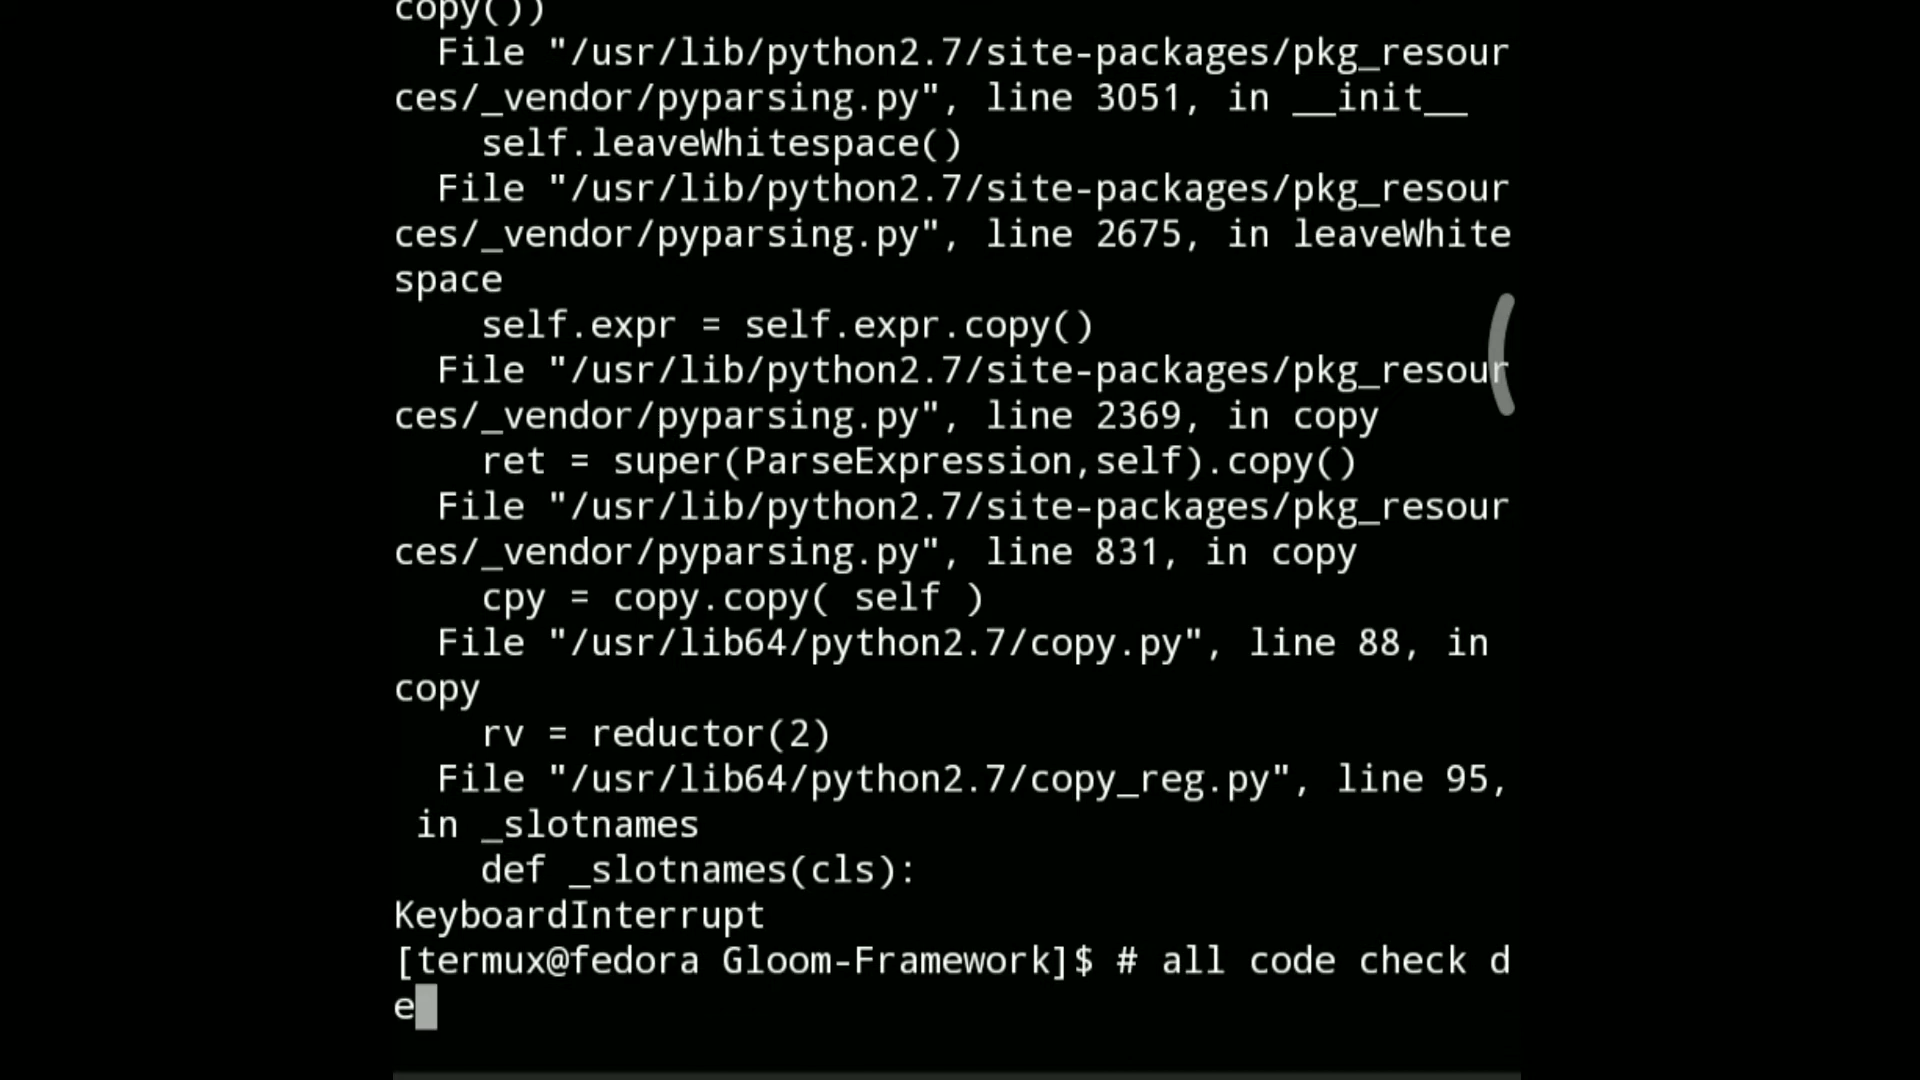 copy())
  File "/usr/lib/python2.7/site-packages/pkg_resour
ces/_vendor/pyparsing.py", line 3051, in __init__
    self.leaveWhitespace()
  File "/usr/lib/python2.7/site-packages/pkg_resour
ces/_vendor/pyparsing.py", line 2675, in leaveWhite
space
    self.expr = self.expr.copy()
  File "/usr/lib/python2.7/site-packages/pkg_resour
ces/_vendor/pyparsing.py", line 2369, in copy
    ret = super(ParseExpression,self).copy()
  File "/usr/lib/python2.7/site-packages/pkg_resour
ces/_vendor/pyparsing.py", line 831, in copy
    cpy = copy.copy( self )
  File "/usr/lib64/python2.7/copy.py", line 88, in
copy
    rv = reductor(2)
  File "/usr/lib64/python2.7/copy_reg.py", line 95,
 in _slotnames
    def _slotnames(cls):
KeyboardInterrupt
[termux@fedora Gloom-Framework]$ # all code check d
e